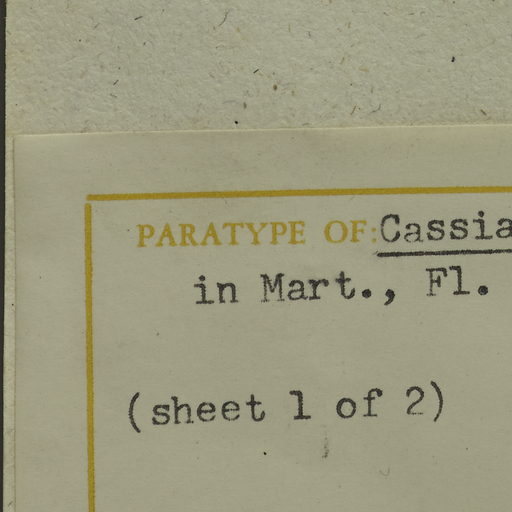 PARATYPE OF: Cassia
in Mart., Fl.
(sheet 1 of 2)